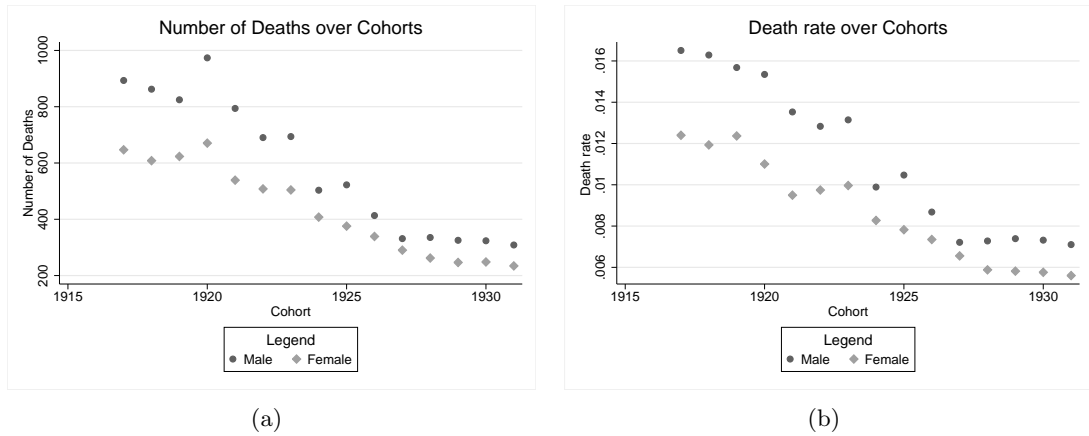 Number of Deaths over Cohorts
Number of Deaths
1000
800
600
400
200
1915 1920 1925 1930
Cohort
Legend
Male Female
(a)
Death rate over Cohorts
Death rate
.016
.014
.012
.01
.008
.006
1915 1920 1925 1930
Cohort
Legend
Male Female
(b)